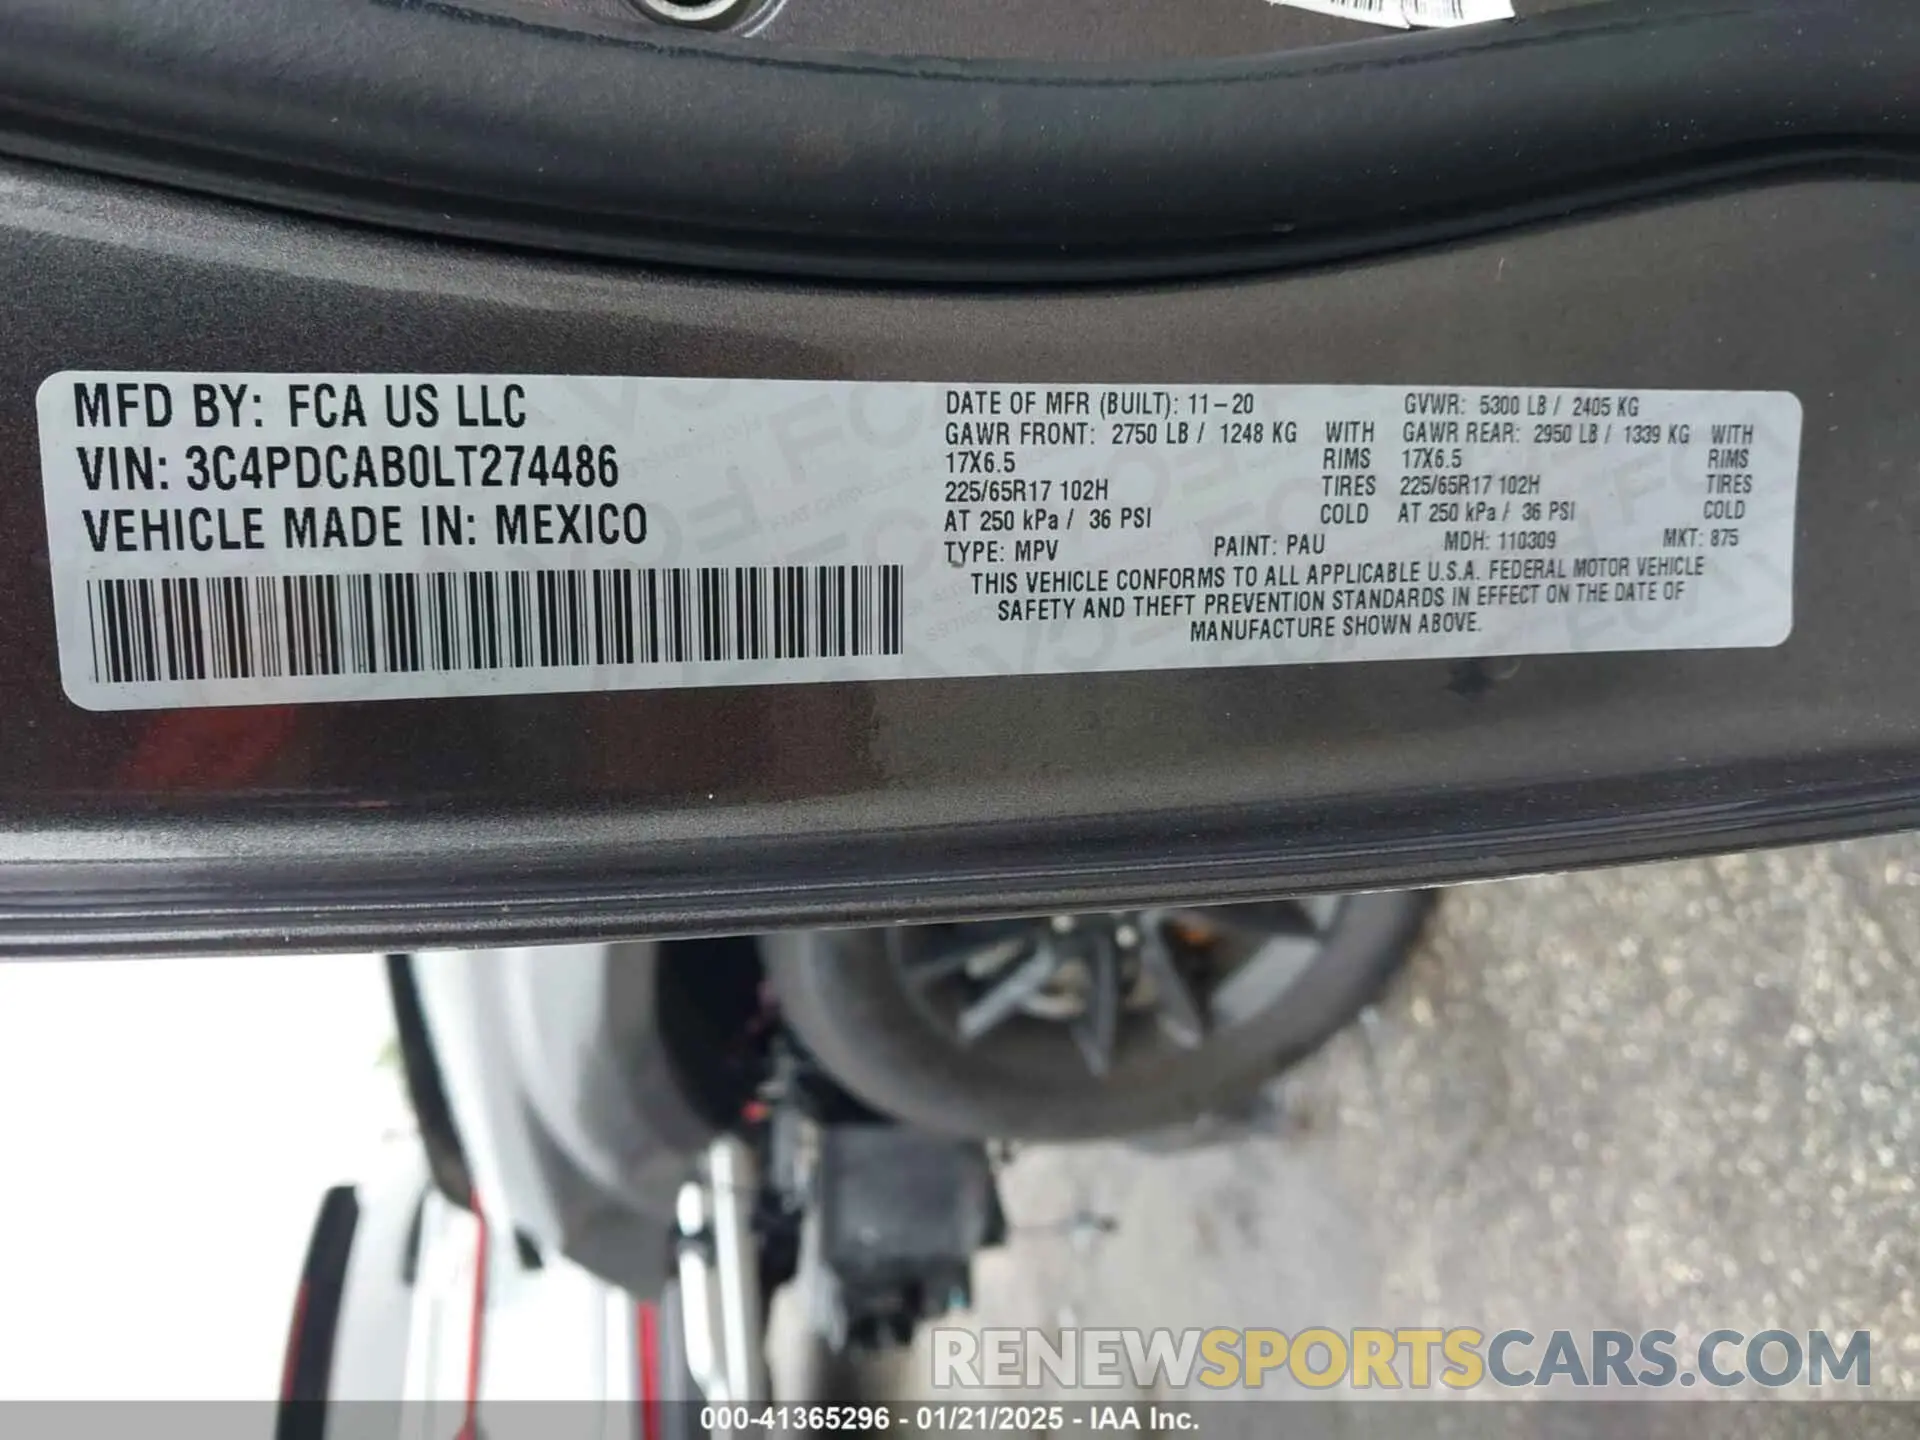 MFD BY: FCA US LLC
VIN: 3C4PDCAB0LT274486
VEHICLE MADE IN: MEXICO
DATE OF MFR (BUILT): 11-20 GVWR: 5300 LB / 2405 KG
GAWR FRONT: 2750 LB / 1248 KG WITH GAWR REAR: 2950 LB / 1339 KG WITH
17X6.5 RIMS 17X6.5 RIMS
225/65R17 102H TIRES 225/65R17 102H TIRES
AT 250 kPa / 36 PSI COLD AT 250 kPa / 36 PSI COLD
TYPE: MPV PAINT: PAU MDH: 110309 MKT: 875
THIS VEHICLE CONFORMS TO ALL APPLICABLE U.S.A. FEDERAL MOTOR VEHICLE
SAFETY AND THEFT PREVENTION STANDARDS IN EFFECT ON THE DATE OF
MANUFACTURE SHOWN ABOVE.
RENEWSPORTSCARS.COM
000-41365296 - 01/21/2025 - IAA Inc.